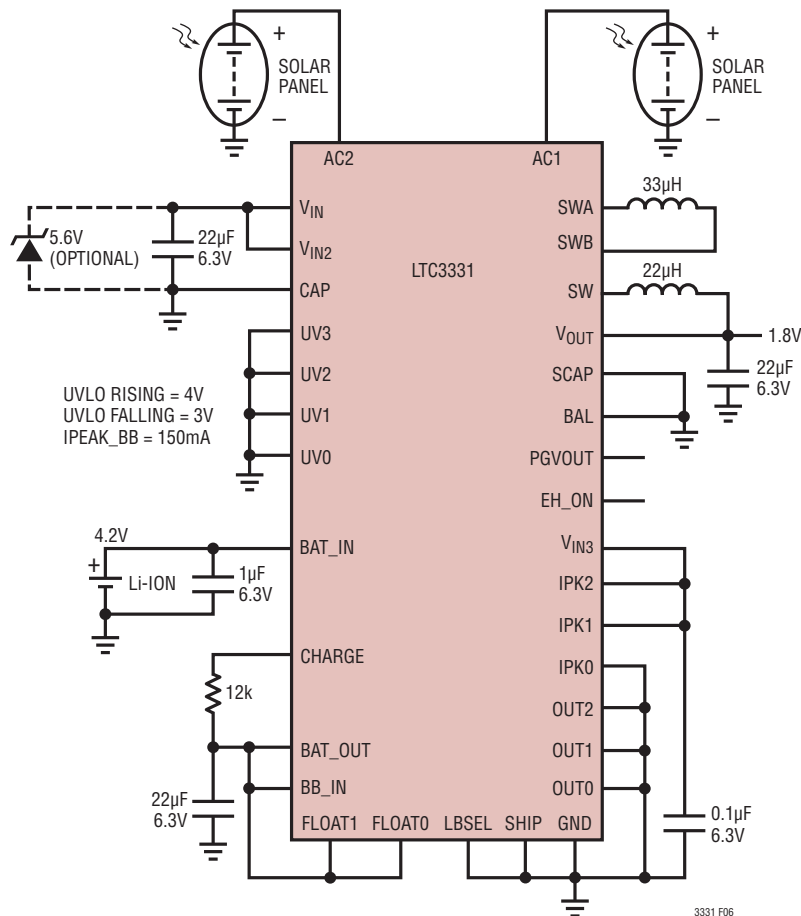 +
SOLAR
PANEL
–
+
SOLAR
PANEL
–
AC2
AC1
5.6V
(OPTIONAL)
22µF
6.3V
VIN
VIN2
CAP
UV3
UV2
UV1
UV0
LTC3331
SWA
SWB
SW
VOUT
SCAP
BAL
PGVOUT
EH_ON
VIN3
IPK2
IPK1
IPK0
OUT2
OUT1
OUT0
33µH
22µH
1.8V
22µF
6.3V
UVLO RISING = 4V
UVLO FALLING = 3V
IPEAK_BB = 150mA
4.2V
+
Li-ION
1µF
6.3V
BAT_IN
CHARGE
12k
BAT_OUT
BB_IN
22µF
6.3V
FLOAT1 FLOAT0 LBSEL SHIP GND
0.1µF
6.3V
3331 F06